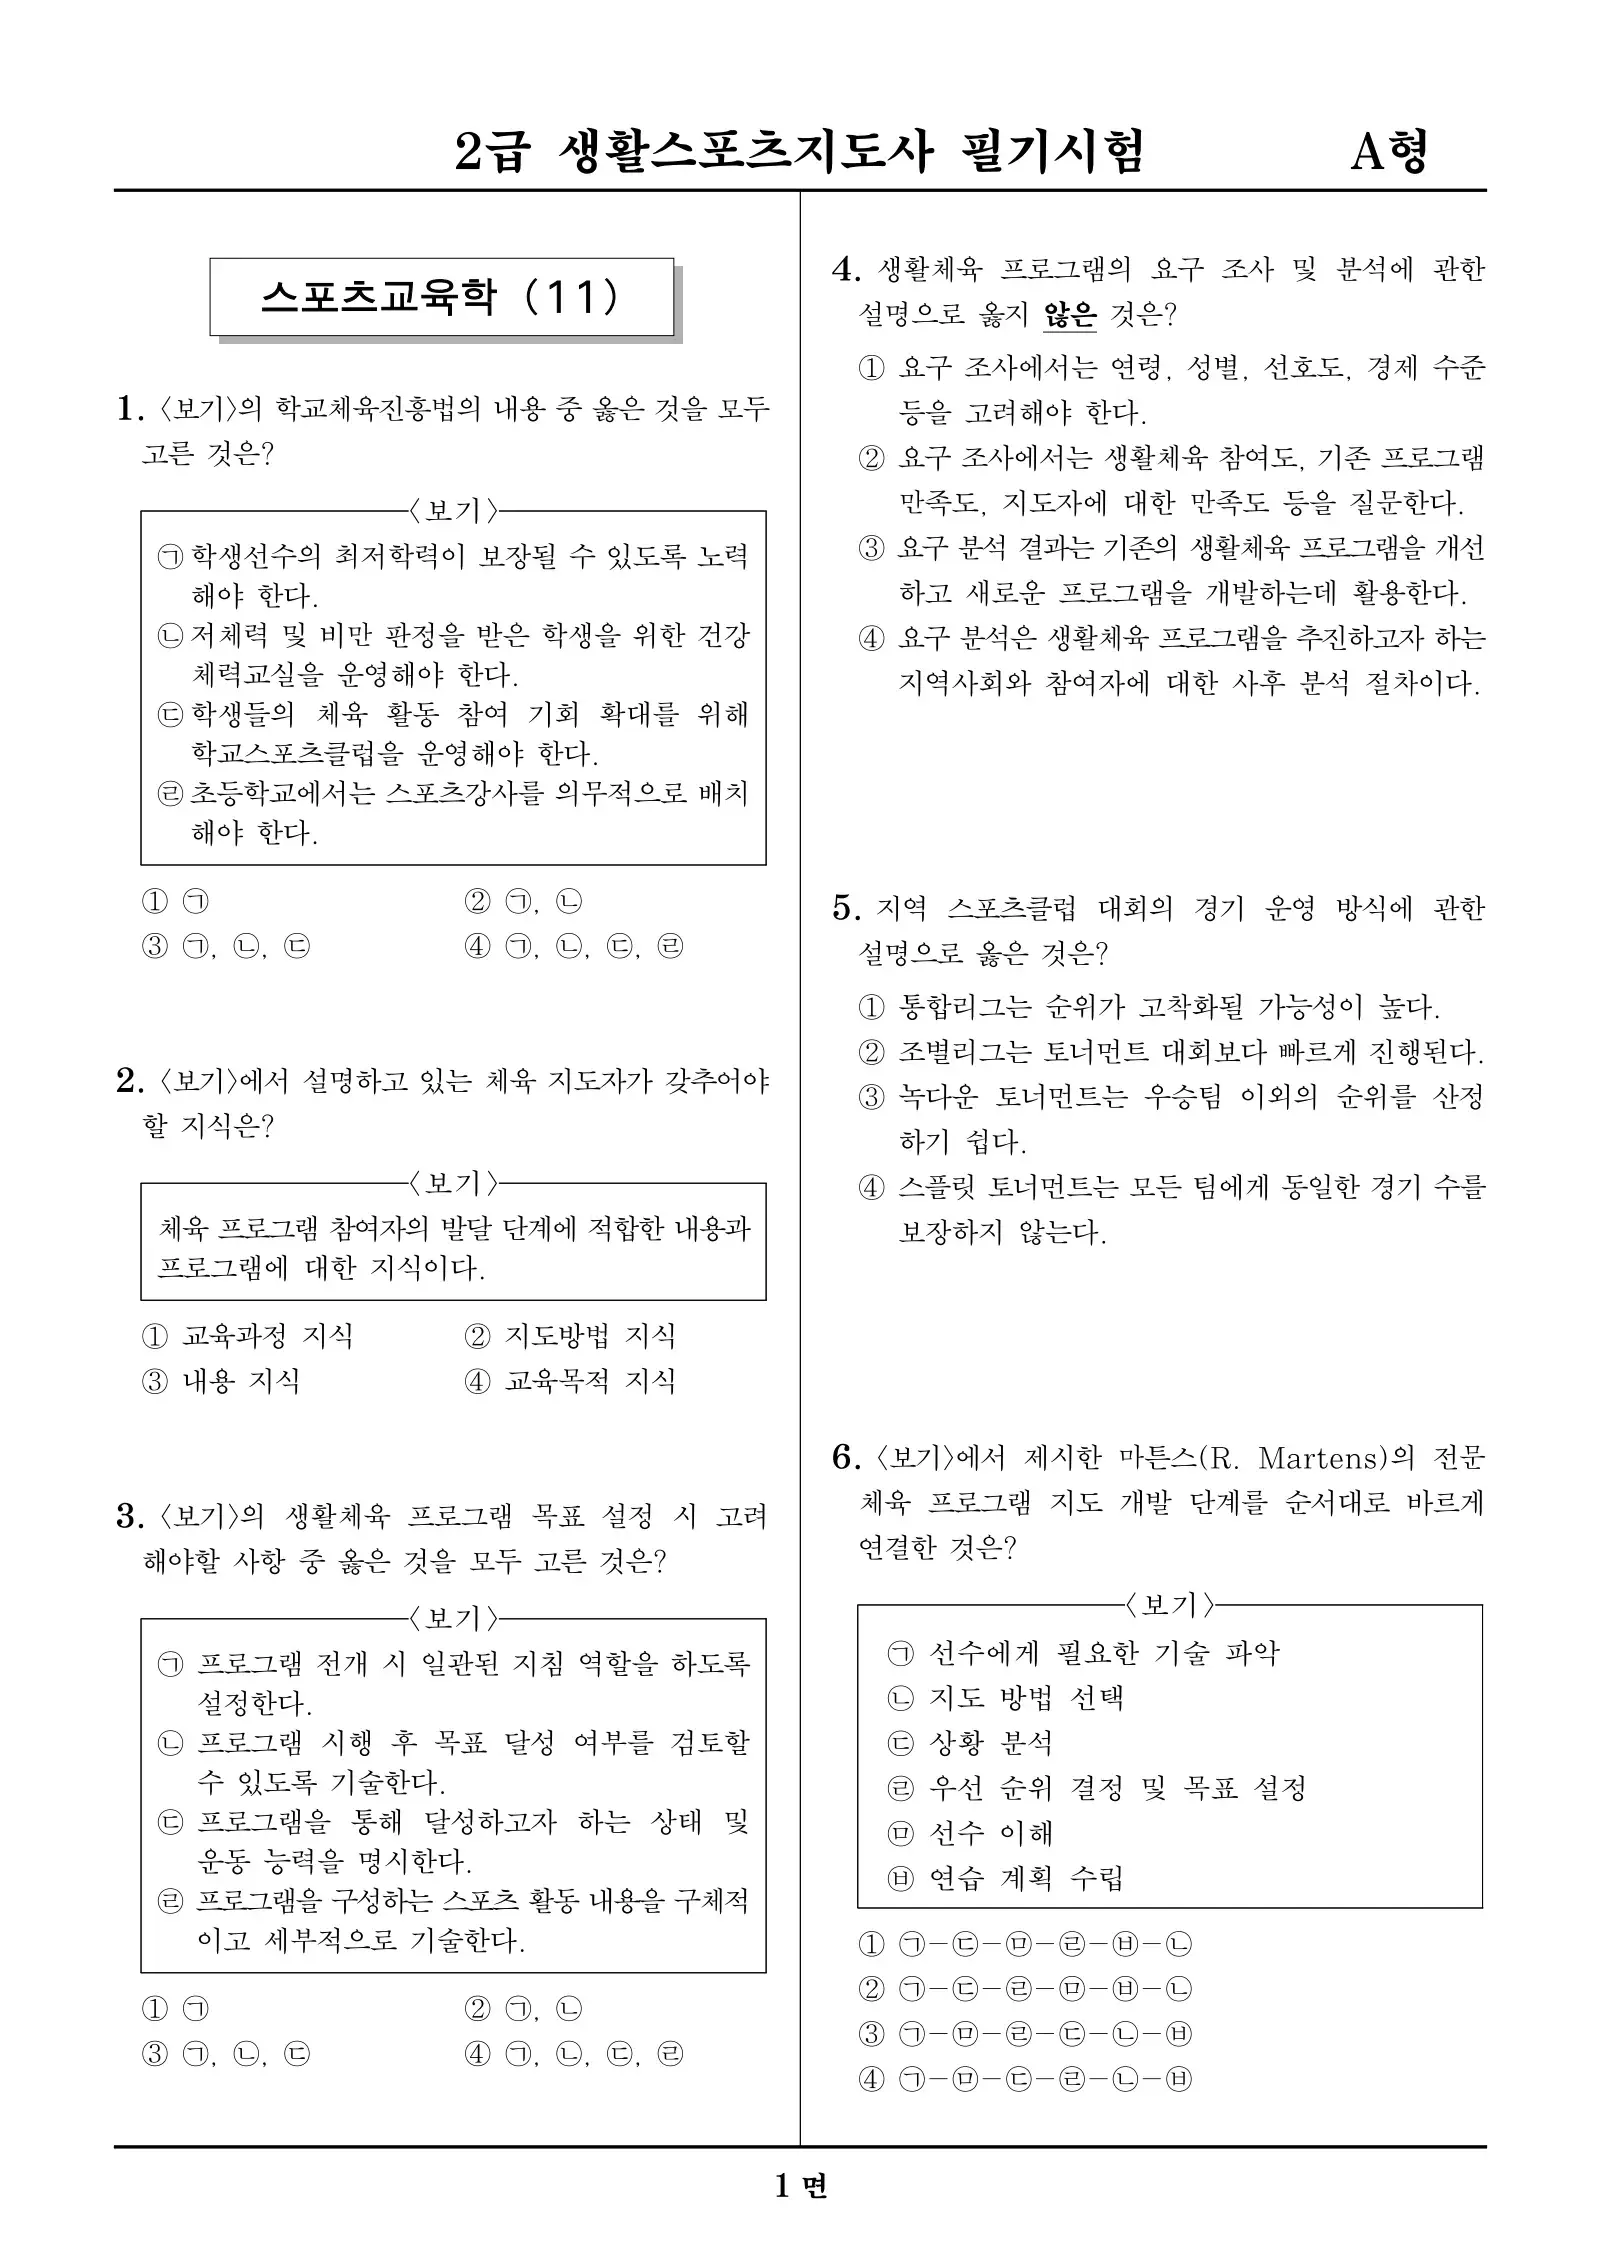 2급 생활스포츠지도사 필기시험 A형
스포츠교육학 (11)
1. 〈보기〉의 학교체육진흥법의 내용 중 옳은 것을 모두
고른 것은?
〈보기〉
㉠ 학생선수의 최저학력이 보장될 수 있도록 노력
해야 한다.
㉡ 저체력 및 비만 판정을 받은 학생을 위한 건강
체력교실을 운영해야 한다.
㉢ 학생들의 체육 활동 참여 기회 확대를 위해
학교스포츠클럽을 운영해야 한다.
㉣ 초등학교에서는 스포츠강사를 의무적으로 배치
해야 한다.
① ㉠ ② ㉠, ㉡
③ ㉠, ㉡, ㉢ ④ ㉠, ㉡, ㉢, ㉣
2. 〈보기〉에서 설명하고 있는 체육 지도자가 갖추어야
할 지식은?
〈보기〉
체육 프로그램 참여자의 발달 단계에 적합한 내용과
프로그램에 대한 지식이다.
① 교육과정 지식 ② 지도방법 지식
③ 내용 지식 ④ 교육목적 지식
3. 〈보기〉의 생활체육 프로그램 목표 설정 시 고려
해야할 사항 중 옳은 것을 모두 고른 것은?
〈보기〉
㉠ 프로그램 전개 시 일관된 지침 역할을 하도록
설정한다.
㉡ 프로그램 시행 후 목표 달성 여부를 검토할
수 있도록 기술한다.
㉢ 프로그램을 통해 달성하고자 하는 상태 및
운동 능력을 명시한다.
㉣ 프로그램을 구성하는 스포츠 활동 내용을 구체적
이고 세부적으로 기술한다.
① ㉠ ② ㉠, ㉡
③ ㉠, ㉡, ㉢ ④ ㉠, ㉡, ㉢, ㉣
4. 생활체육 프로그램의 요구 조사 및 분석에 관한
설명으로 옳지 않은 것은?
① 요구 조사에서는 연령, 성별, 선호도, 경제 수준
등을 고려해야 한다.
② 요구 조사에서는 생활체육 참여도, 기존 프로그램
만족도, 지도자에 대한 만족도 등을 질문한다.
③ 요구 분석 결과는 기존의 생활체육 프로그램을 개선
하고 새로운 프로그램을 개발하는데 활용한다.
④ 요구 분석은 생활체육 프로그램을 추진하고자 하는
지역사회와 참여자에 대한 사후 분석 절차이다.
5. 지역 스포츠클럽 대회의 경기 운영 방식에 관한
설명으로 옳은 것은?
① 통합리그는 순위가 고착화될 가능성이 높다.
② 조별리그는 토너먼트 대회보다 빠르게 진행된다.
③ 녹다운 토너먼트는 우승팀 이외의 순위를 산정
하기 쉽다.
④ 스플릿 토너먼트는 모든 팀에게 동일한 경기 수를
보장하지 않는다.
6. 〈보기〉에서 제시한 마튼스(R. Martens)의 전문
체육 프로그램 지도 개발 단계를 순서대로 바르게
연결한 것은?
〈보기〉
㉠ 선수에게 필요한 기술 파악
㉡ 지도 방법 선택
㉢ 상황 분석
㉣ 우선 순위 결정 및 목표 설정
㉤ 선수 이해
㉥ 연습 계획 수립
① ㉠－㉢－㉤－㉣－㉥－㉡
② ㉠－㉢－㉣－㉤－㉥－㉡
③ ㉠－㉤－㉣－㉢－㉡－㉥
④ ㉠－㉤－㉢－㉣－㉡－㉥
1 면